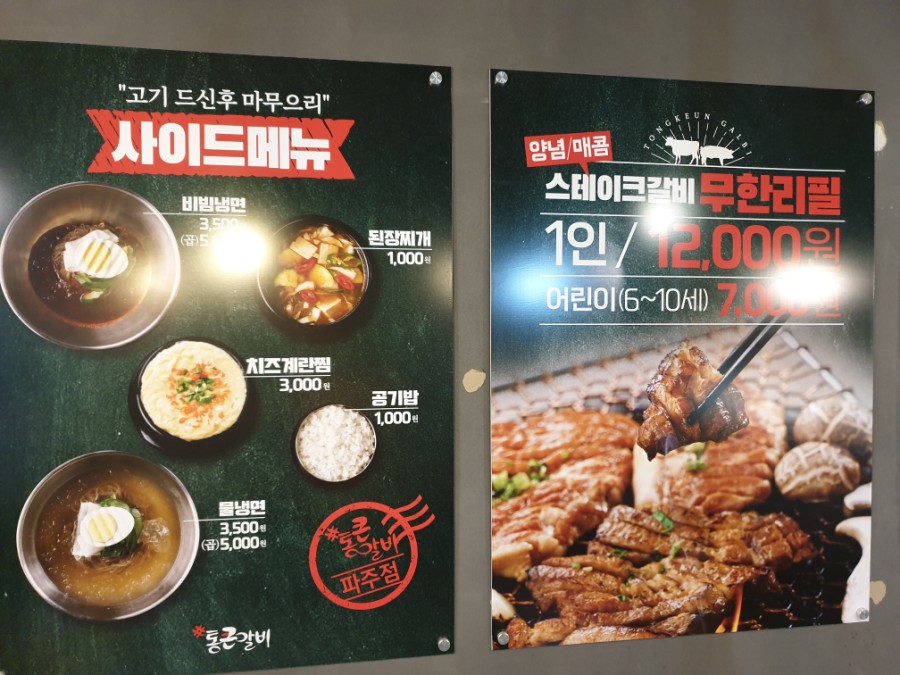 "고기 드신후 마무으리"
사이드메뉴
비빔냉면
3,500
(곱)
된장찌개
1,000원
치즈계란찜
3,000원
공기밥
1,000원
물냉면
3,500원
(곱)5,000원
#통큰갈비
파주점
#통큰갈비
TONGKEUN GALBI
양념/매콤
스테이크갈비 무한리필
1인 / 12,000원
어린이(6~10세) 7,000원